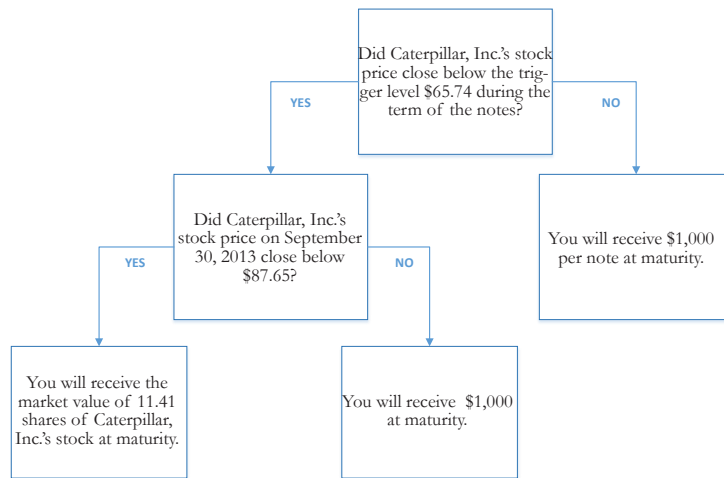 Did Caterpillar, Inc.'s stock
price close below the trig-
ger level $65.74 during the
term of the notes?
YES
NO
Did Caterpillar, Inc.'s
stock price on September
30, 2013 close below
$87.65?
You will receive $1,000
per note at maturity.
YES
NO
You will receive the
market value of 11.41
shares of Caterpillar,
Inc.'s stock at maturity.
You will receive $1,000
at maturity.